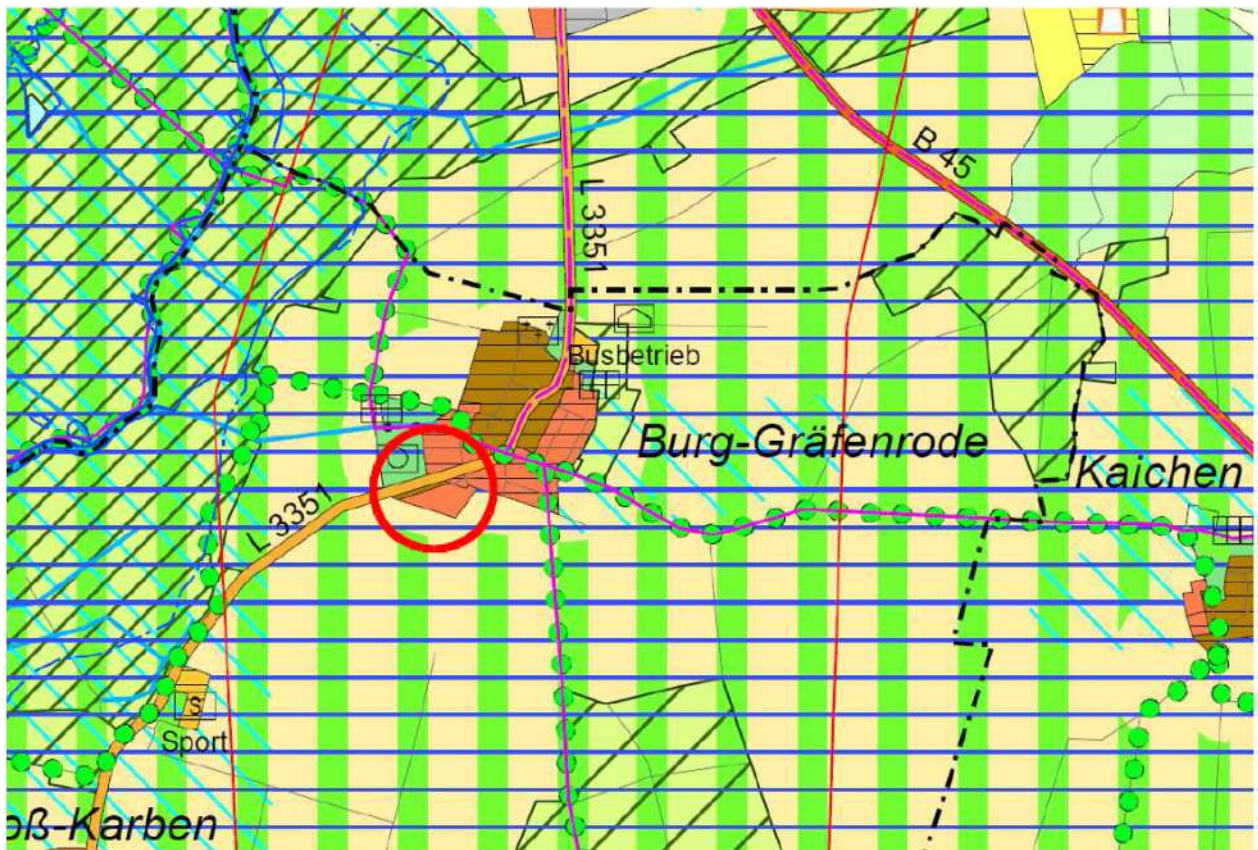 B 45
L 3351
Busbetrieb
Burg-Gräfenrode
Kaichen
L 3351
S
Sport
oß-Karben